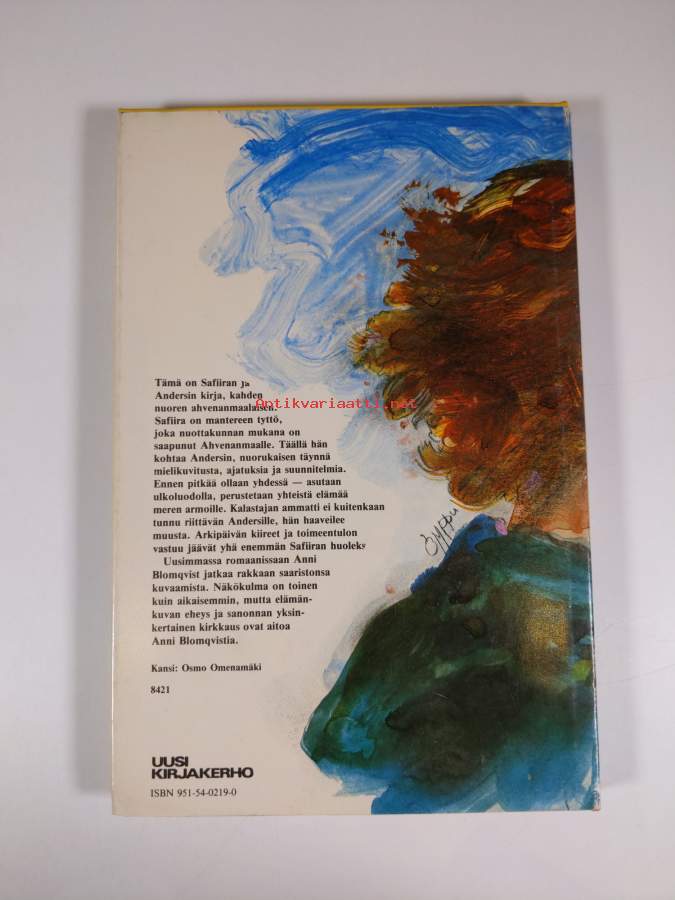 Tämä on Safiiran ja
Andersin kirja, kahden
nuoren ahvenanmaalaisen.
Safiira on mantereen tyttö,
joka nuottakunnan mukana on
saapunut Ahvenanmaalle. Täällä hän
kohtaa Andersin, nuorukaisen täynnä
mielikuvitusta, ajatuksia ja suunnitelmia.
Ennen pitkää ollaan yhdessä — asutaan
ulkoluodolla, perustetaan yhteistä elämää
meren armoille. Kalastajan ammatti ei kuitenkaan
tunnu riittävän Andersille, hän haaveilee
muusta. Arkipäivän kiireet ja toimeentulon
vastuu jäävät yhä enemmän Safiiran huoleks
Uusimmassa romaanissaan Anni
Blomqvist jatkaa rakkaan saaristonsa
kuvaamista. Näkökulma on toinen
kuin aikaisemmin, mutta elämän-
kuvan eheys ja sanonnan yksin-
kertainen kirkkaus ovat aitoa
Anni Blomqvistia.
Kansi: Osmo Omenamäki
8421
UUSI
KIRJAKERHO
ISBN 951-54-0219-0
Antikvariaatti.net